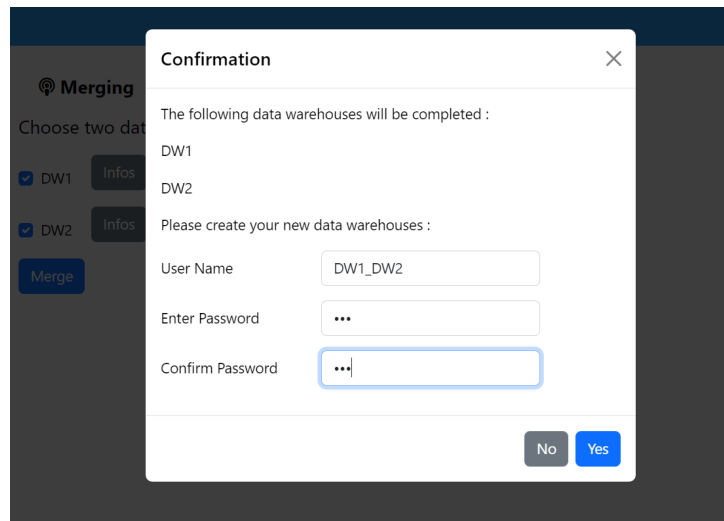 Confirmation
Merging
Choose two dat
DW1 Infos
DW2 Infos
Merge
The following data warehouses will be completed :
DW1
DW2
Please create your new data warehouses :
User Name DW1_DW2
Enter Password •••
Confirm Password •••
No Yes